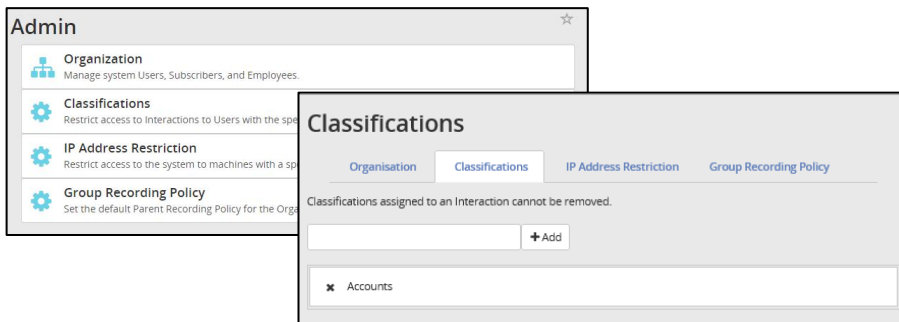 Admin
Organization
Manage system Users, Subscribers, and Employees.
Classifications
Restrict access to Interactions to Users with the spe
IP Address Restriction
Restrict access to the system to machines with a sp
Group Recording Policy
Set the default Parent Recording Policy for the Orga
Classifications
Organisation Classifications IP Address Restriction Group Recording Policy
Classifications assigned to an Interaction cannot be removed.
+Add
Accounts